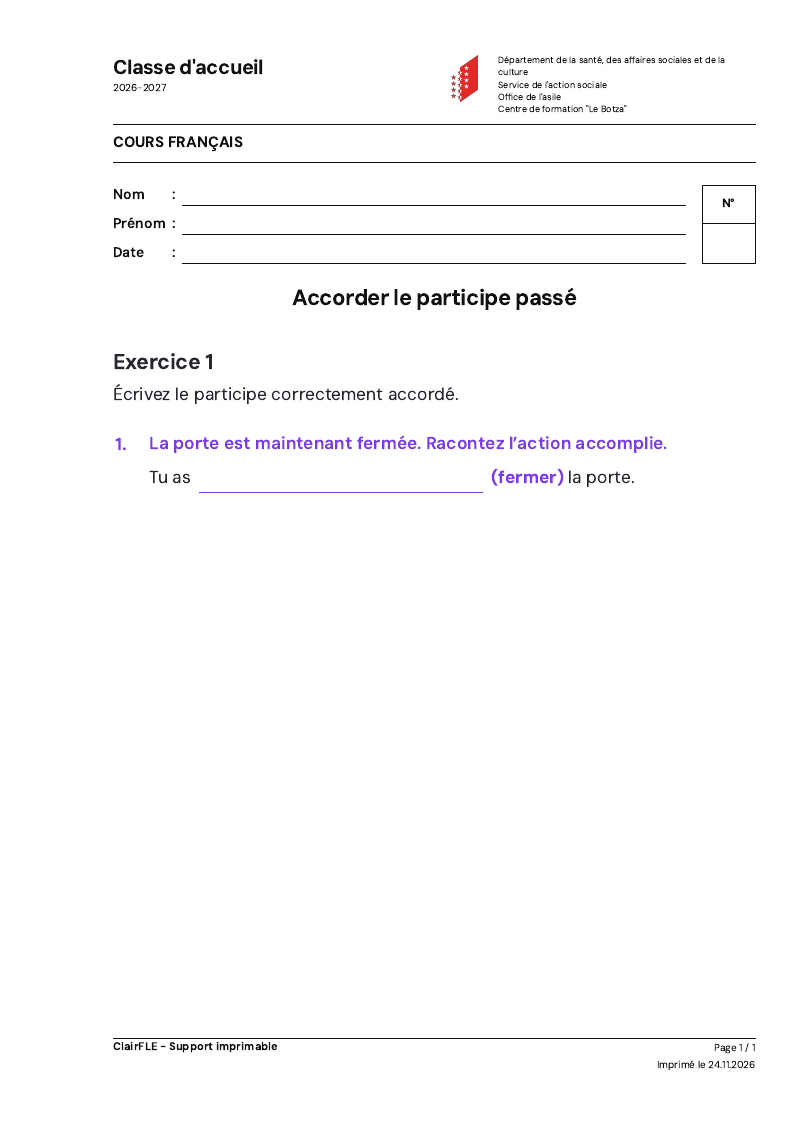 Classe d'accueil
2026-2027
Département de la santé, des affaires sociales et de la
culture
Service de l'action sociale
Office de l'asile
Centre de formation "Le Botza"
COURS FRANÇAIS
Nom :
Prénom :
Date :
N°
Accorder le participe passé
Exercice 1
Écrivez le participe correctement accordé.
1. La porte est maintenant fermée. Racontez l’action accomplie.
Tu as (fermer) la porte.
ClairFLE - Support imprimable
Page 1 / 1
Imprimé le 24.11.2026